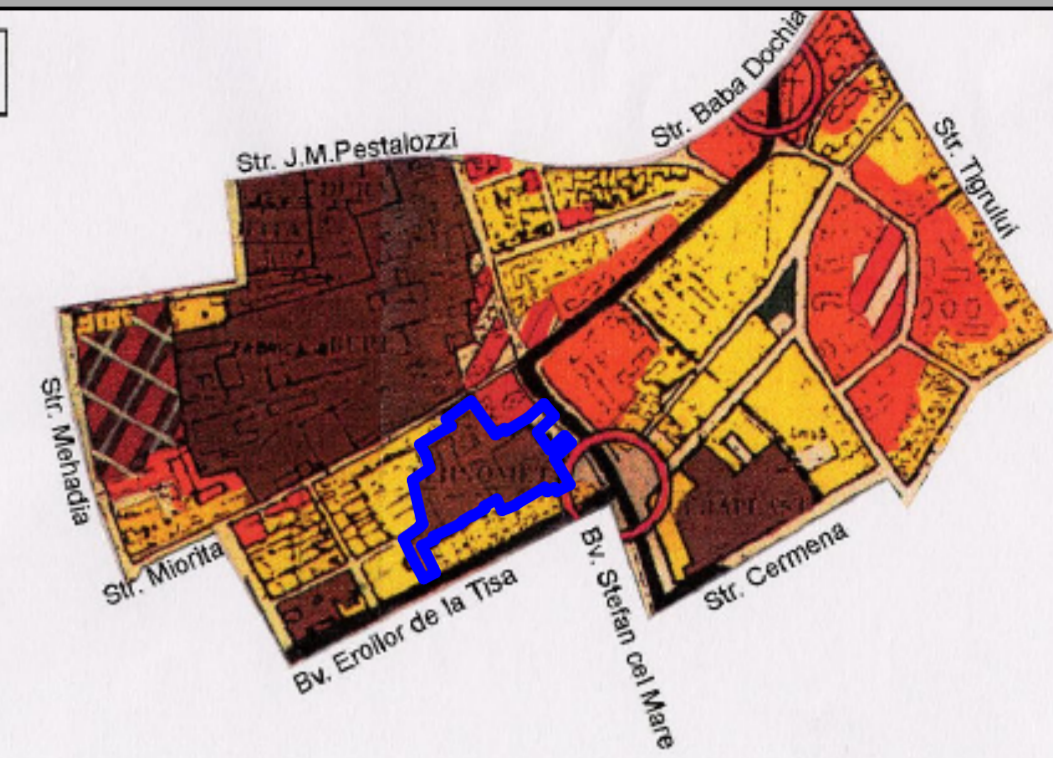 Str. Baba Dochia
Str. J.M.Pestalozzi
Str. Tigrului
Str. Mehadia
Str. Miorita
Bv. Eroilor de la Tisa
Bv. Stefan cel Mare
Str. Cermena